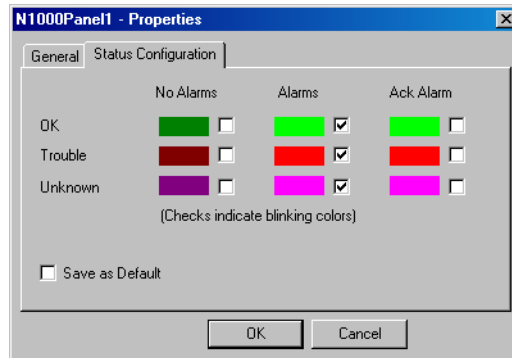 N1000Panel1 - Properties
General Status Configuration
No Alarms Alarms Ack Alarm
OK
Trouble
Unknown
(Checks indicate blinking colors)
Save as Default
OK Cancel